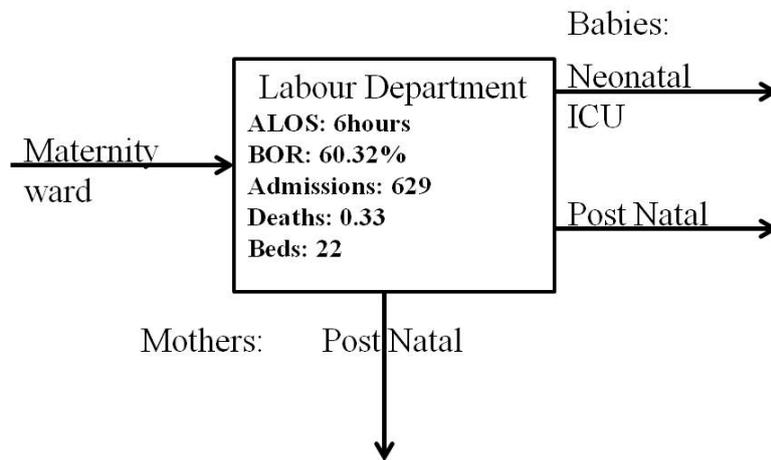 Babies:
Labour Department
Neonatal
ICU
ALOS: 6hours
BOR: 60.32%
Admissions: 629
Deaths: 0.33
Beds: 22
Maternity
ward
Post Natal
Mothers:
Post Natal